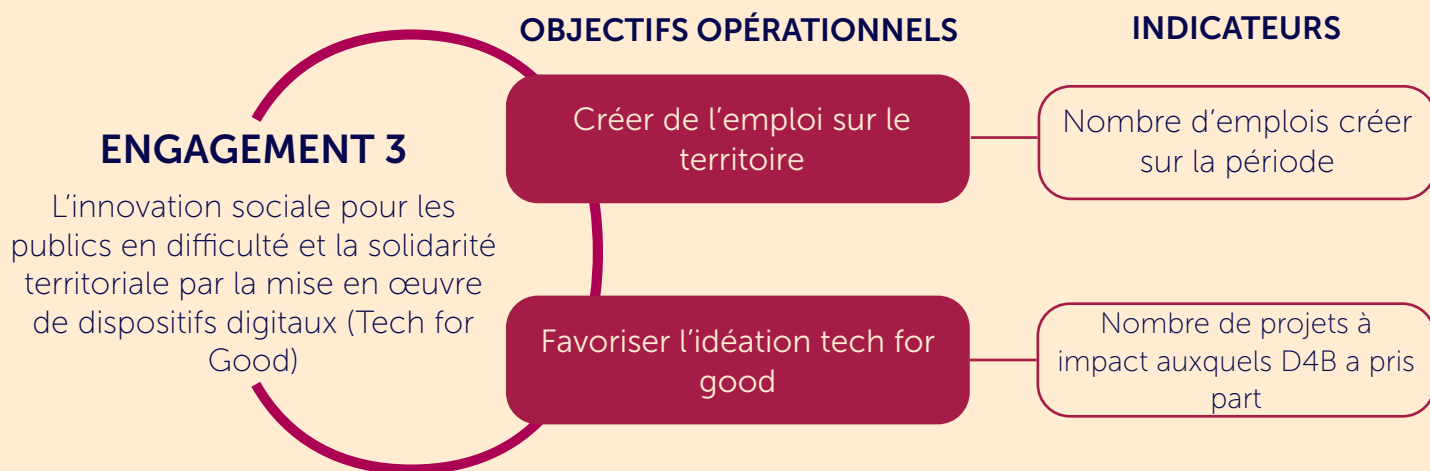 OBJECTIFS OPÉRATIONNELS
INDICATEURS
ENGAGEMENT 3
L'innovation sociale pour les
publics en difficulté et la solidarité
territoriale par la mise en œuvre
de dispositifs digitaux (Tech for
Good)
Créer de l'emploi sur le
territoire
Nombre d'emplois créer
sur la période
Favoriser l'idéation tech for
good
Nombre de projets à
impact auxquels D4B a pris
part